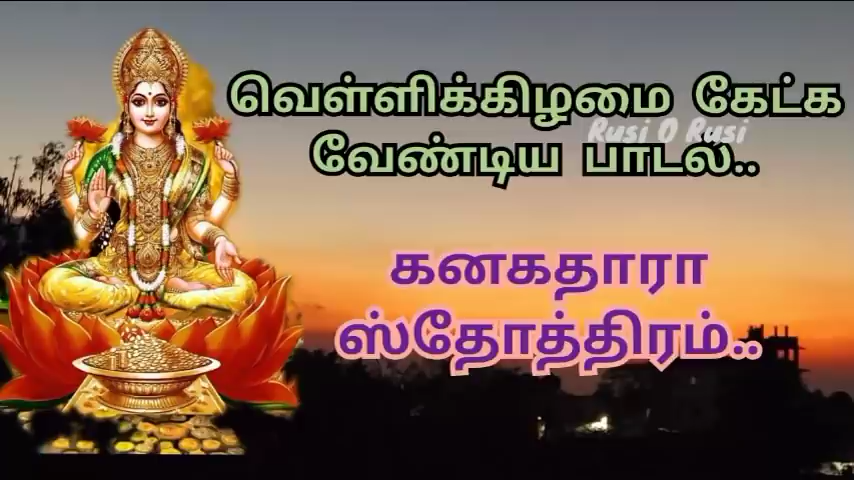 வெள்ளிக்கிழமை கேட்க
Rusi O Rusi
வேண்டிய பாடல்..
கனகதாரா
ஸ்தோத்திரம்..